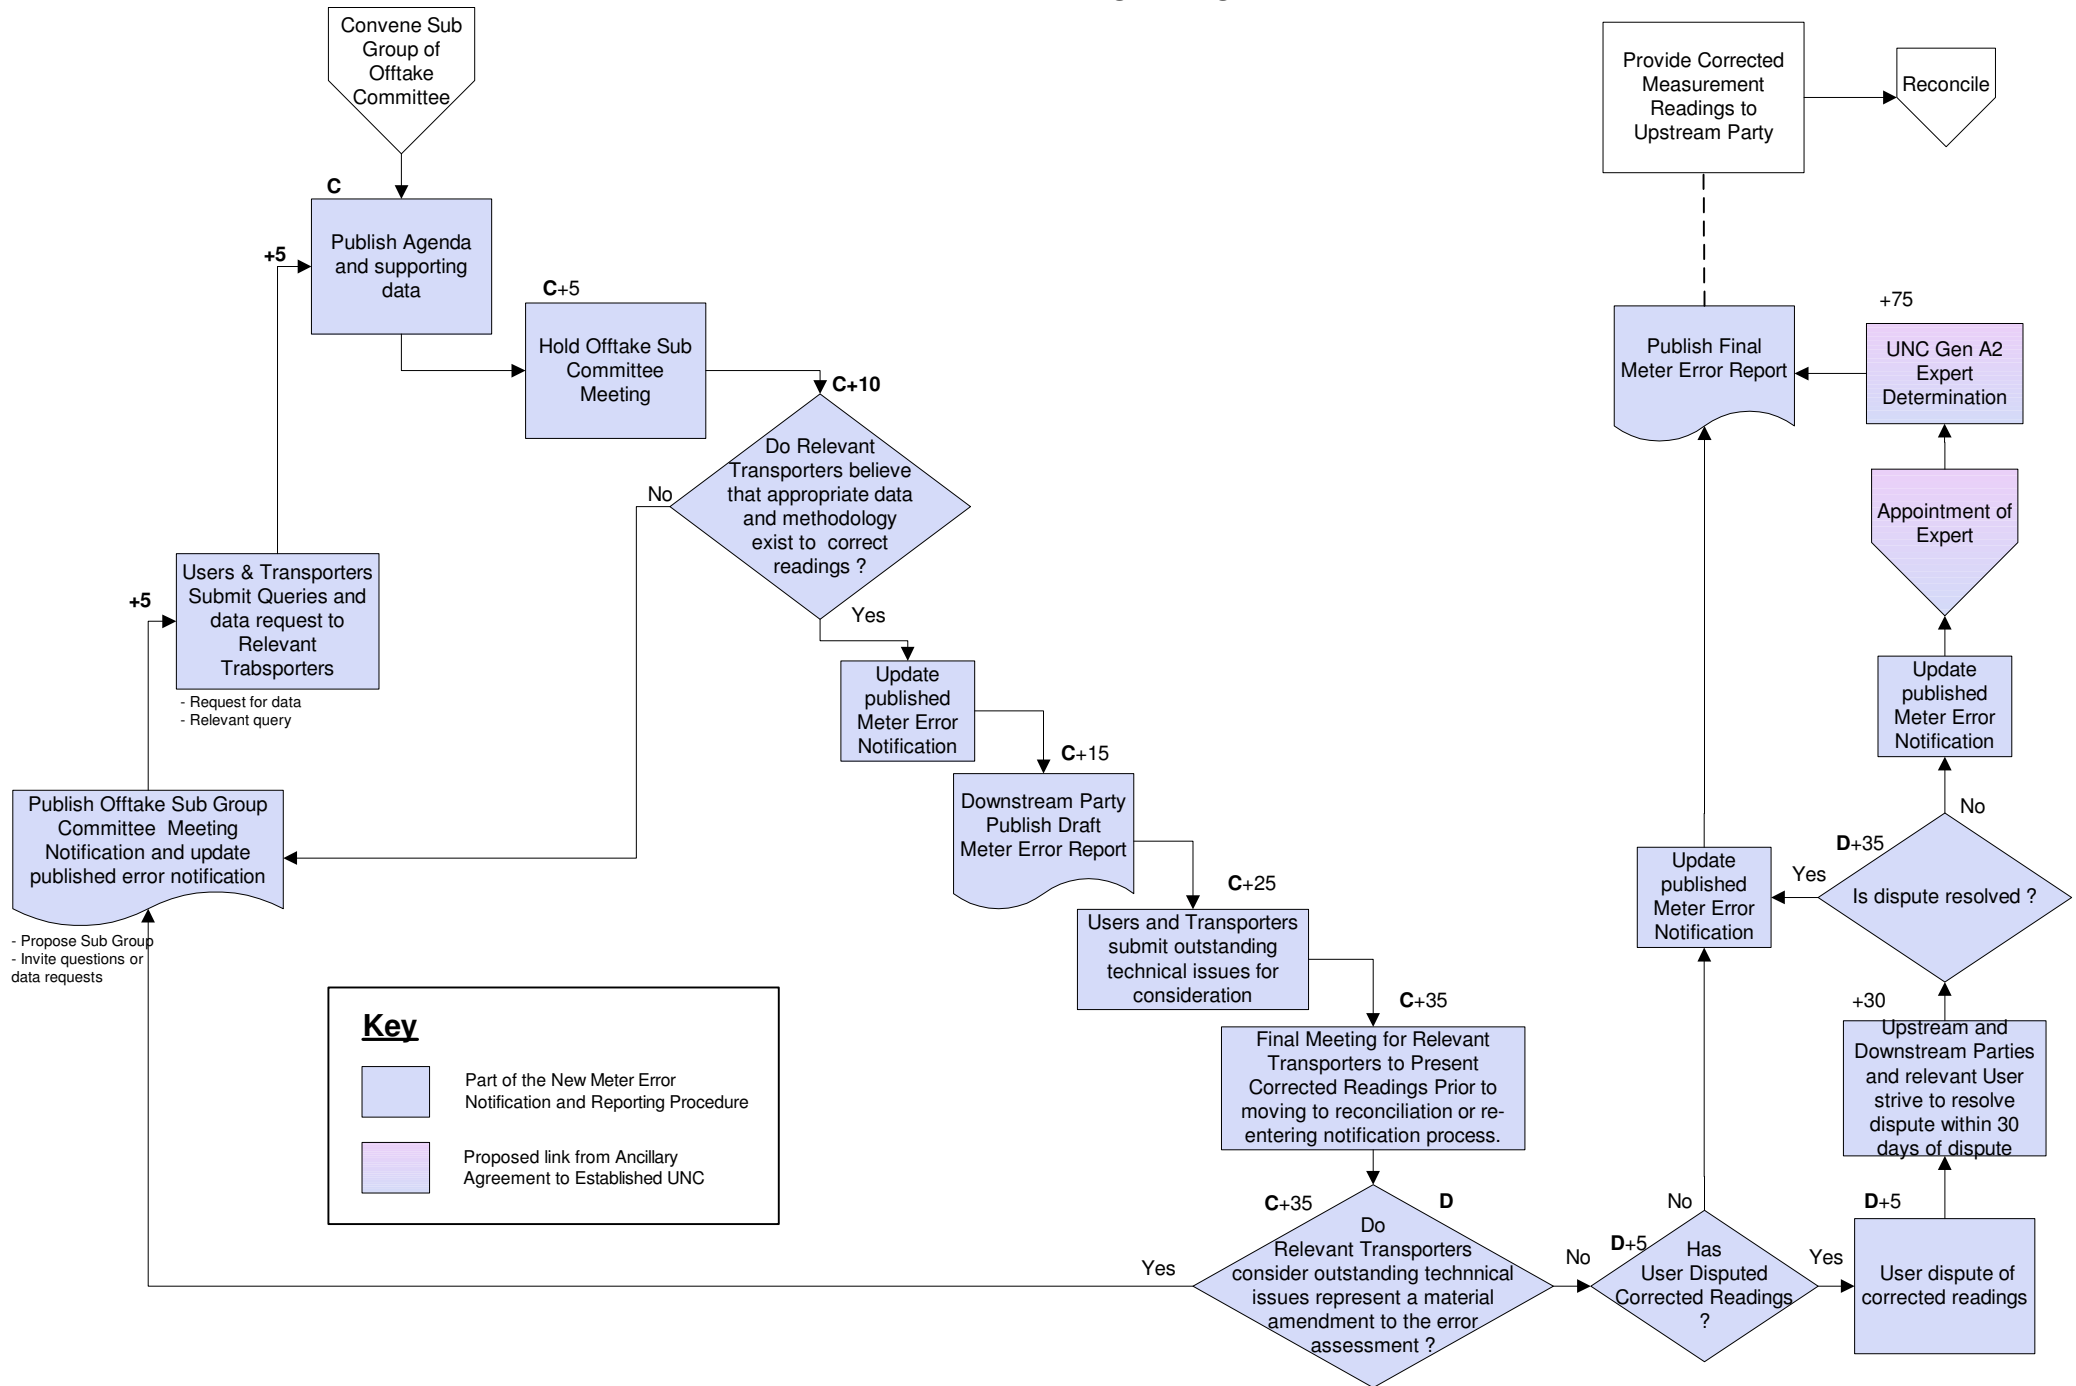 Convene Sub
Group of
Offtake
Committee
C
Publish Agenda
and supporting
data
+5
C+5
Hold Offtake Sub
Committee
Meeting
C+10
Do Relevant
Transporters believe
that appropriate data
and methodology
exist to  correct
readings ?
No
Yes
Users & Transporters
Submit Queries and
data request to
Relevant
Trabsporters
+5
- Request for data
- Relevant query
Publish Offtake Sub Group
Committee  Meeting
Notification and update
published error notification
- Propose Sub Group
- Invite questions or
data requests
Update
published
Meter Error
Notification
C+15
Downstream Party
Publish Draft
Meter Error Report
C+25
Users and Transporters
submit outstanding
technical issues for
consideration
C+35
Final Meeting for Relevant
Transporters to Present
Corrected Readings Prior to
moving to reconciliation or re-
entering notification process.
C+35
D
Do
Relevant Transporters
consider outstanding technnical
issues represent a material
amendment to the error
assessment ?
Yes
No
D+5
Has
User Disputed
Corrected Readings
?
No
Yes
D+5
User dispute of
corrected readings
+30
Upstream and
Downstream Parties
and relevant User
strive to resolve
dispute within 30
days of dispute
D+35
Is dispute resolved ?
Yes
No
Update
published
Meter Error
Notification
Update
published
Meter Error
Notification
Appointment of
Expert
+75
UNC Gen A2
Expert
Determination
Publish Final
Meter Error Report
Provide Corrected
Measurement
Readings to
Upstream Party
Reconcile
Key
Part of the New Meter Error
Notification and Reporting Procedure
Proposed link from Ancillary
Agreement to Established UNC